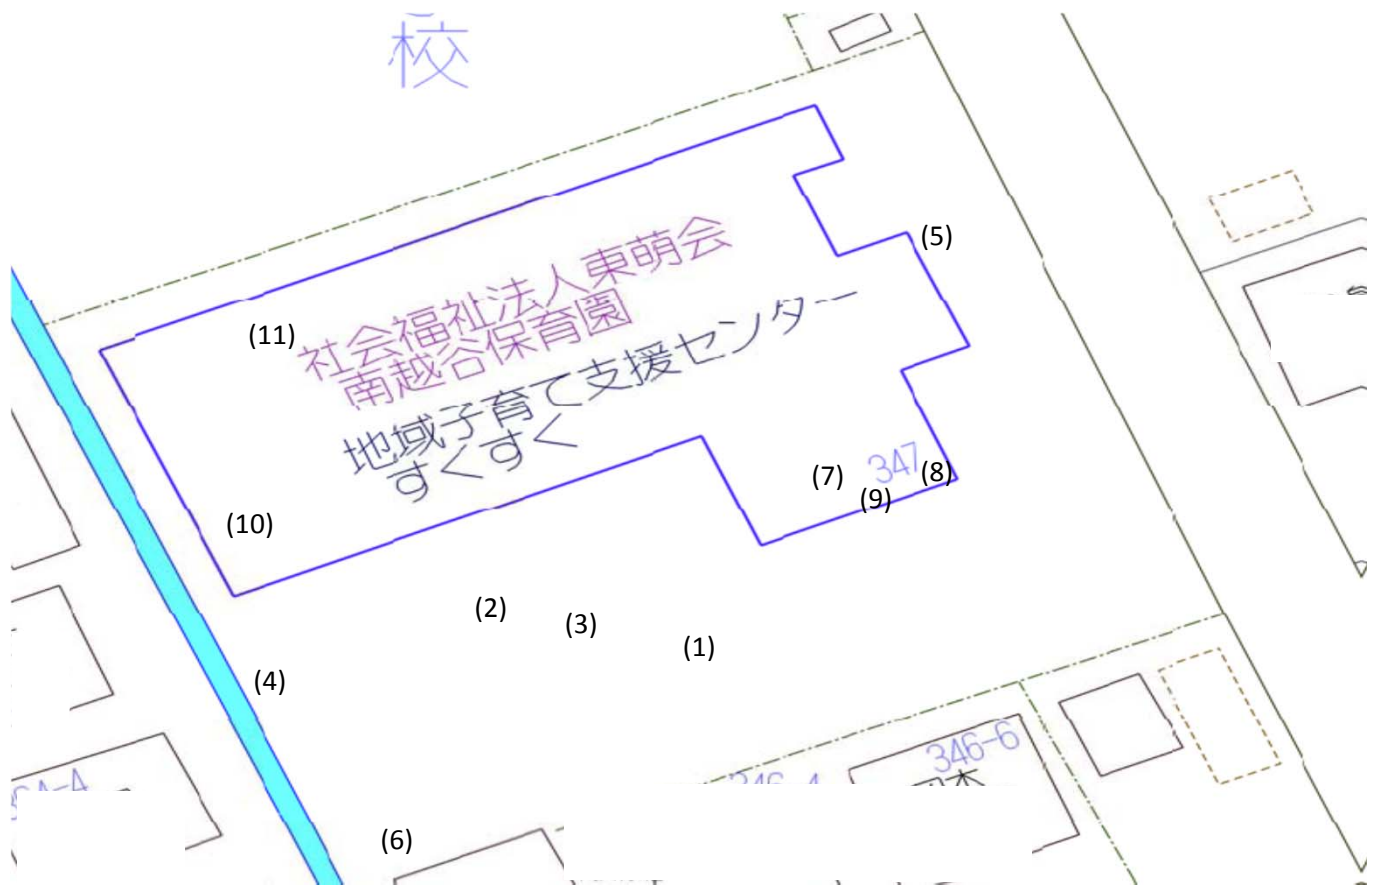 校
(5)
社会福祉法人東萌会
(11)
南越谷保育園
地域子育て支援センター
すくすく
347
(7)
(8)
(9)
(10)
(2)
(3)
(1)
(4)
346-6
(6)